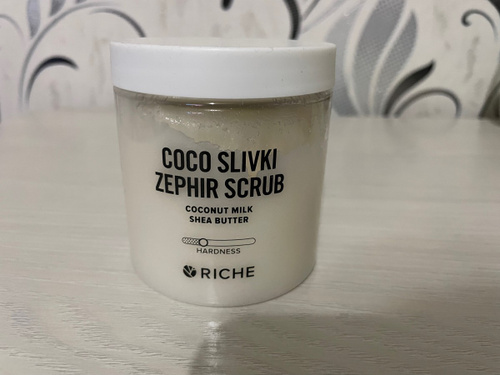 COCO SLIVKI
ZEPHIR SCRUB
COCONUT MILK
SHEA BUTTER
HARDNESS
RICHE